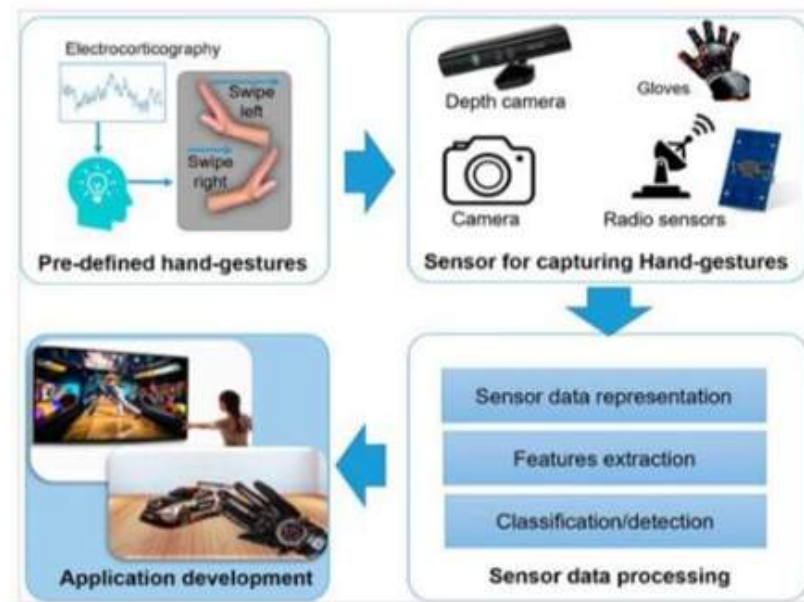 Electrocorticography
Swipe
left
Swipe
right
Pre-defined hand-gestures
Depth camera
Gloves
Camera
Radio sensors
Sensor for capturing Hand-gestures
Sensor data representation
Features extraction
Classification/detection
Sensor data processing
Application development